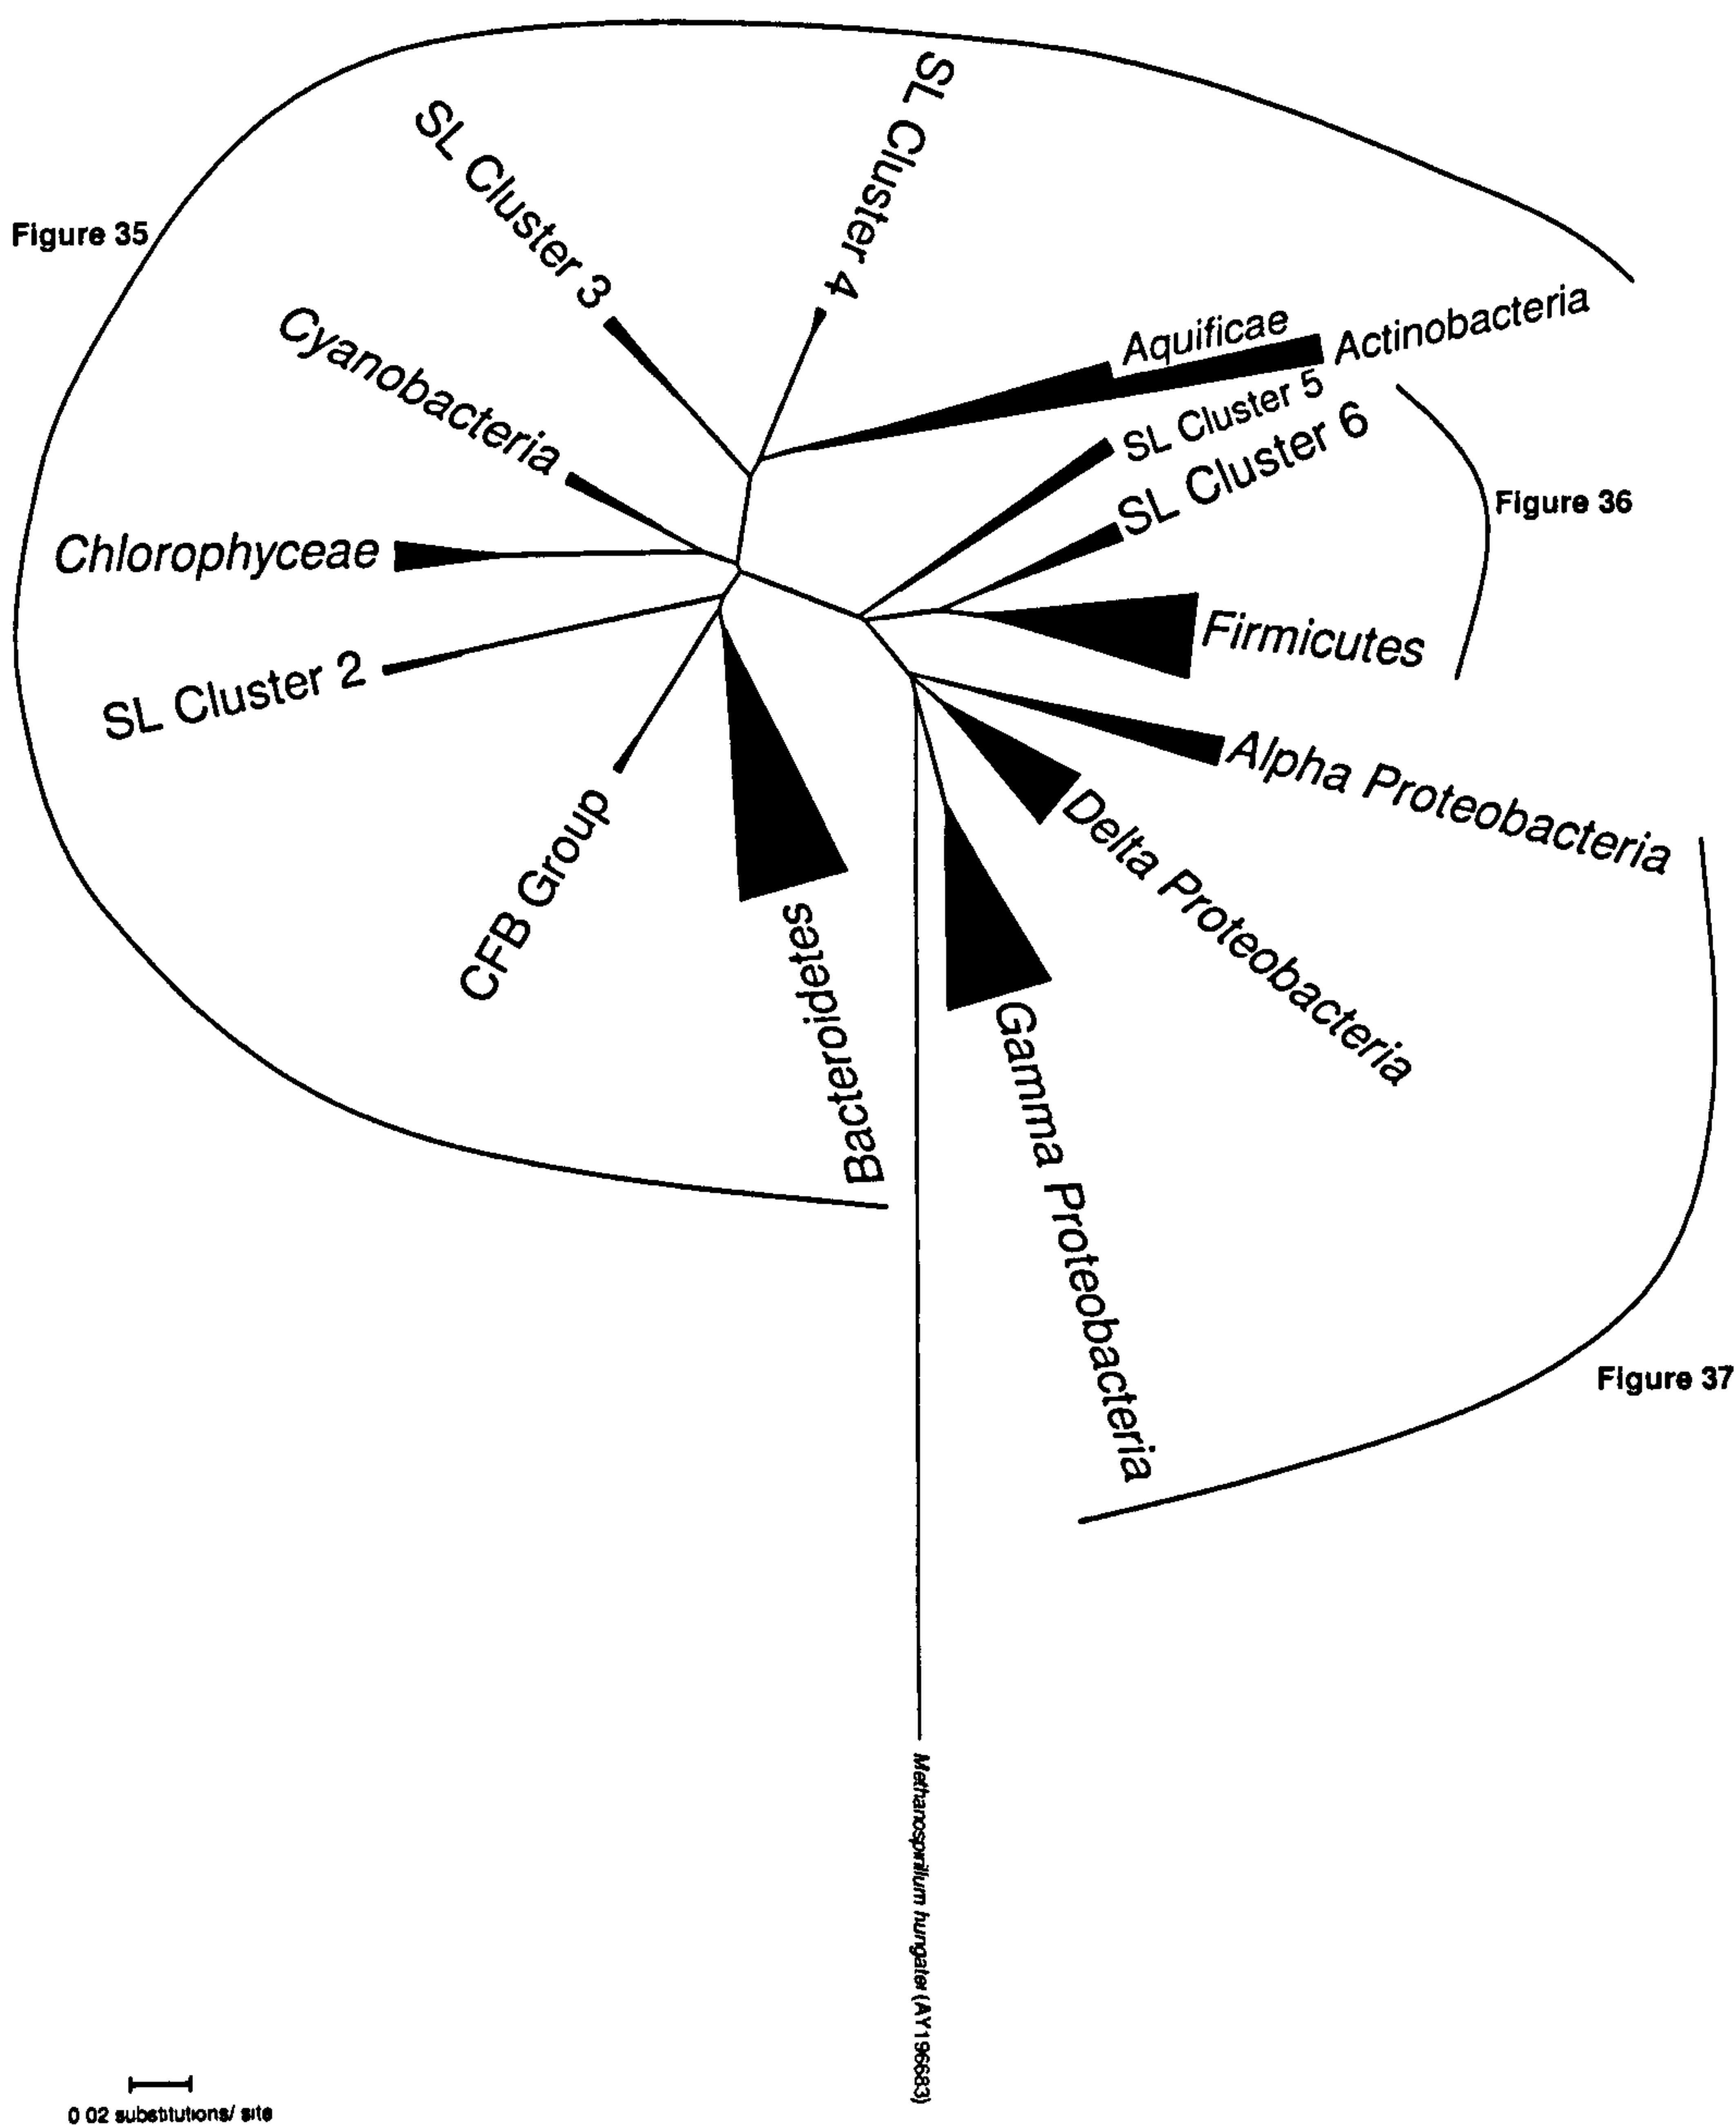 SL Cluster 4
SL Cluster 3
Figure 35
Aquificae
Actinobacteria
Cyanobacteria
SL Cluster 5
SL Cluster 6
Figure 36
Chlorophyceae
Firmicutes
SL Cluster 2
Alpha Proteobacteria
CFB Group
Delta Proteobacteria
Bacteroidetes
Gamma Proteobacteria
Figure 37
Methanospirillum hungatei (AY196683)
0 02 substitutions/ site